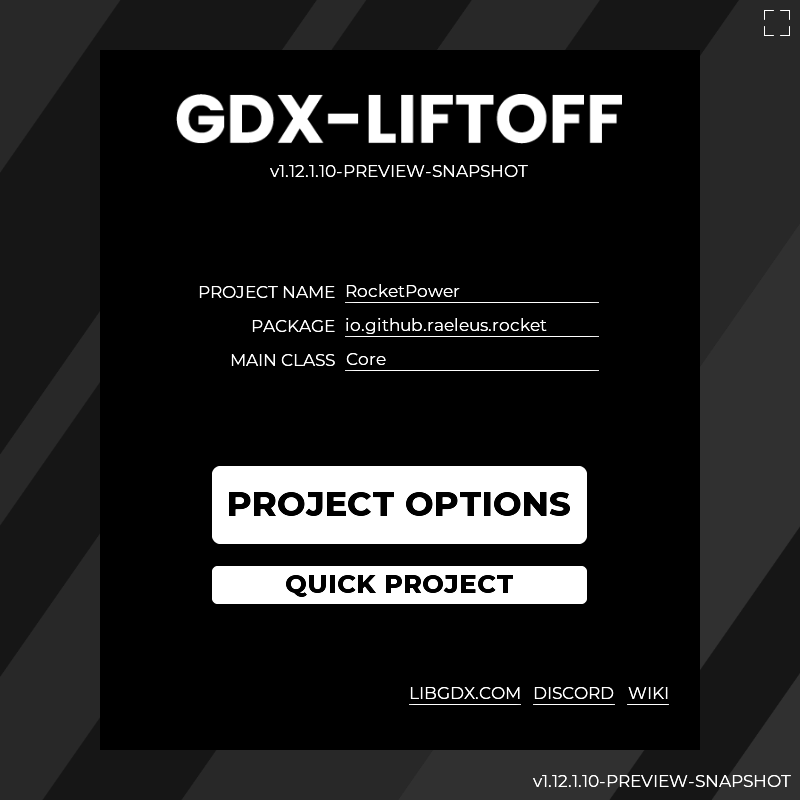 GDX-LIFTOFF
v1.12.1.10-PREVIEW-SNAPSHOT
PROJECT NAME RocketPower
PACKAGE io.github.raeleus.rocket
MAIN CLASS Core
PROJECT OPTIONS
QUICK PROJECT
LIBGDX.COM DISCORD WIKI
v1.12.1.10-PREVIEW-SNAPSHOT